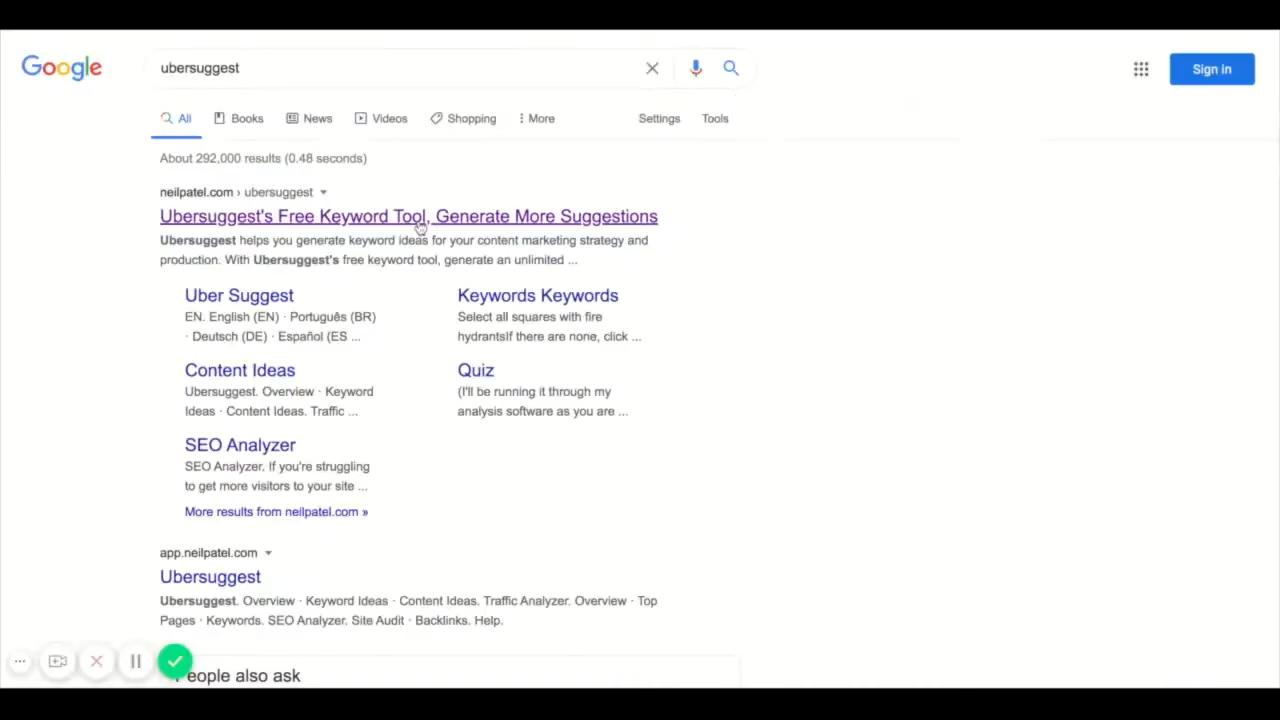 Google
ubersuggest
Sign in
All
Books
News
Videos
Shopping
More
Settings
Tools
About 292,000 results (0.48 seconds)
neilpatel.com › ubersuggest
Ubersuggest's Free Keyword Tool, Generate More Suggestions
Ubersuggest helps you generate keyword ideas for your content marketing strategy and
production. With Ubersuggest's free keyword tool, generate an unlimited ...
Uber Suggest
EN. English (EN) · Português (BR)
· Deutsch (DE) · Español (ES ...
Keywords Keywords
Select all squares with fire
hydrantsIf there are none, click ...
Content Ideas
Ubersuggest. Overview · Keyword
Ideas · Content Ideas. Traffic ...
Quiz
(I'll be running it through my
analysis software as you are ...
SEO Analyzer
SEO Analyzer. If you're struggling
to get more visitors to your site ...
More results from neilpatel.com »
app.neilpatel.com
Ubersuggest
Ubersuggest. Overview · Keyword Ideas · Content Ideas. Traffic Analyzer. Overview · Top
Pages · Keywords. SEO Analyzer. Site Audit · Backlinks. Help.
People also ask